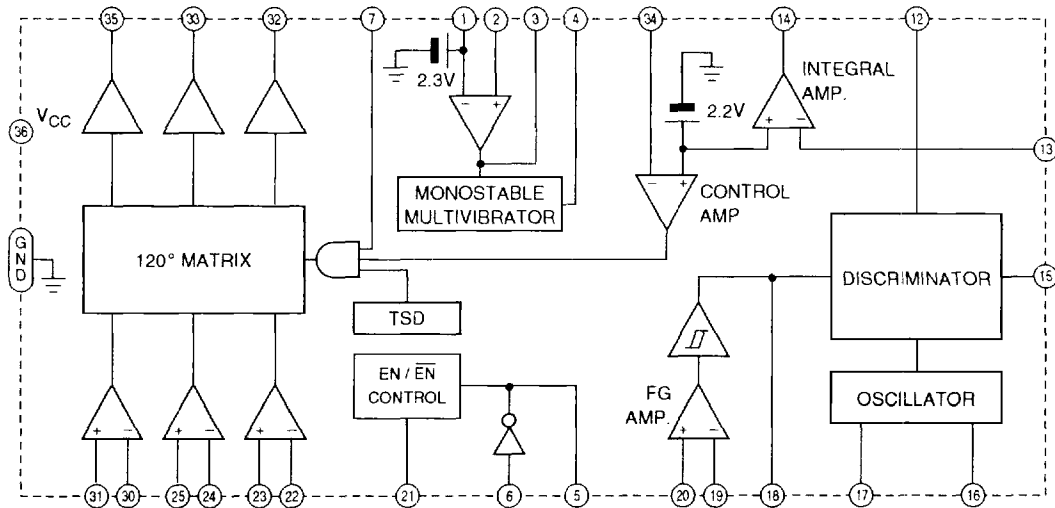 35 33 32 7 1 2 3 4 34 14 12
2.3V
INTEGRAL
AMP.
2.2V
VCC
36
- +
+ -
13
- +
MONOSTABLE
MULTIVIBRATOR
CONTROL
AMP
GND
120° MATRIX
DISCRIMINATOR
15
TSD
EN / EN
CONTROL
FG
AMP.
OSCILLATOR
+ - + - + - + -
31 30 25 24 23 22 21 6 5 20 19 18 17 16